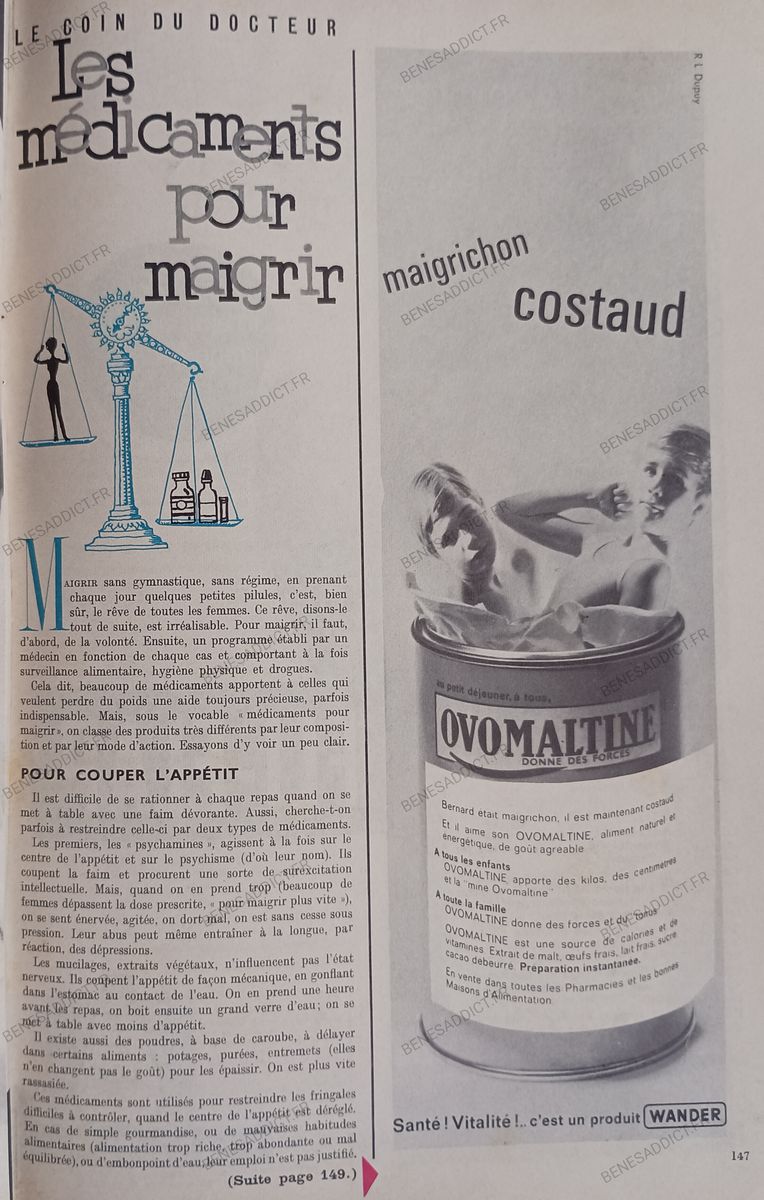 LE COIN DU DOCTEUR
Les
médicaments
pour
maigrir
MAIGRIR sans gymnastique, sans régime, en prenant
chaque jour quelques petites pilules, c'est, bien
sûr, le rêve de toutes les femmes. Ce rêve, disons-le
tout de suite, est irréalisable. Pour maigrir, il faut,
d'abord, de la volonté. Ensuite, un programme établi par un
médecin en fonction de chaque cas et comportant à la fois
surveillance alimentaire, hygiène physique et drogues.
Cela dit, beaucoup de médicaments apportent à celles qui
veulent perdre du poids une aide toujours précieuse, parfois
indispensable. Mais, sous le vocable « médicaments pour
maigrir », on classe des produits très différents par leur composi-
tion et par leur mode d'action. Essayons d'y voir un peu clair.
POUR COUPER L'APPÉTIT
Il est difficile de se rationner à chaque repas quand on se
met à table avec une faim dévorante. Aussi, cherche-t-on
parfois à restreindre celle-ci par deux types de médicaments.
Les premiers, les « psychamines », agissent à la fois sur le
centre de l'appétit et sur le psychisme (d'où leur nom). Ils
coupent la faim et procurent une sorte de surexcitation
intellectuelle. Mais, quand on en prend trop (beaucoup de
femmes dépassent la dose prescrite, « pour maigrir plus vite »),
on se sent énervée, agitée, on dort mal, on est sans cesse sous
pression. Leur abus peut même entraîner à la longue, par
réaction, des dépressions.
Les mucilages, extraits végétaux, n'influencent pas l'état
nerveux. Ils coupent l'appétit de façon mécanique, en gonflant
dans l'estomac au contact de l'eau. On en prend une heure
avant les repas, on boit ensuite un grand verre d'eau; on se
met à table avec moins d'appétit.
Il existe aussi des poudres, à base de caroube, à délayer
dans certains aliments : potages, purées, entremets (elles
n'en changent pas le goût) pour les épaissir. On est plus vite
rassasiée.
Ces médicaments sont utilisés pour restreindre les fringales
difficiles à contrôler, quand le centre de l'appétit est déréglé.
En cas de simple gourmandise, ou de mauvaises habitudes
alimentaires (alimentation trop riche, trop abondante ou mal
équilibrée), ou d'embonpoint d'eau, leur emploi n'est pas justifié.
(Suite page 149.)
R L Dupuy
maigrichon
costaud
au petit déjeuner, à tous,
OVOMALTINE
DONNE DES FORCES
Bernard était maigrichon, il est maintenant costaud
Et il aime son OVOMALTINE, aliment naturel et
énergétique, de goût agréable
A tous les enfants
OVOMALTINE apporte des kilos, des centimètres
et la "mine Ovomaltine"
A toute la famille
OVOMALTINE donne des forces et du tonus
OVOMALTINE est une source de calories et de
vitamines. Extrait de malt, œufs frais, lait frais, sucre,
cacao débeurré. Préparation instantanée.
En vente dans toutes les Pharmacies et les bonnes
Maisons d'Alimentation
Santé ! Vitalité !.. c'est un produit WANDER
147
BENESADDICT.FR